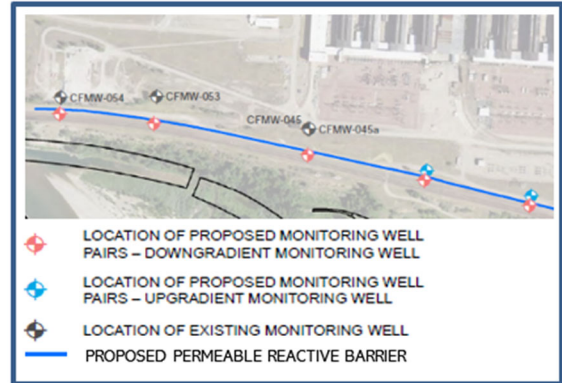 CFMW-054
CFMW-053
CFMW-045
CFMW-045a
LOCATION OF PROPOSED MONITORING WELL
PAIRS – DOWNGRADIENT MONITORING WELL
LOCATION OF PROPOSED MONITORING WELL
PAIRS – UPGRADIENT MONITORING WELL
LOCATION OF EXISTING MONITORING WELL
PROPOSED PERMEABLE REACTIVE BARRIER